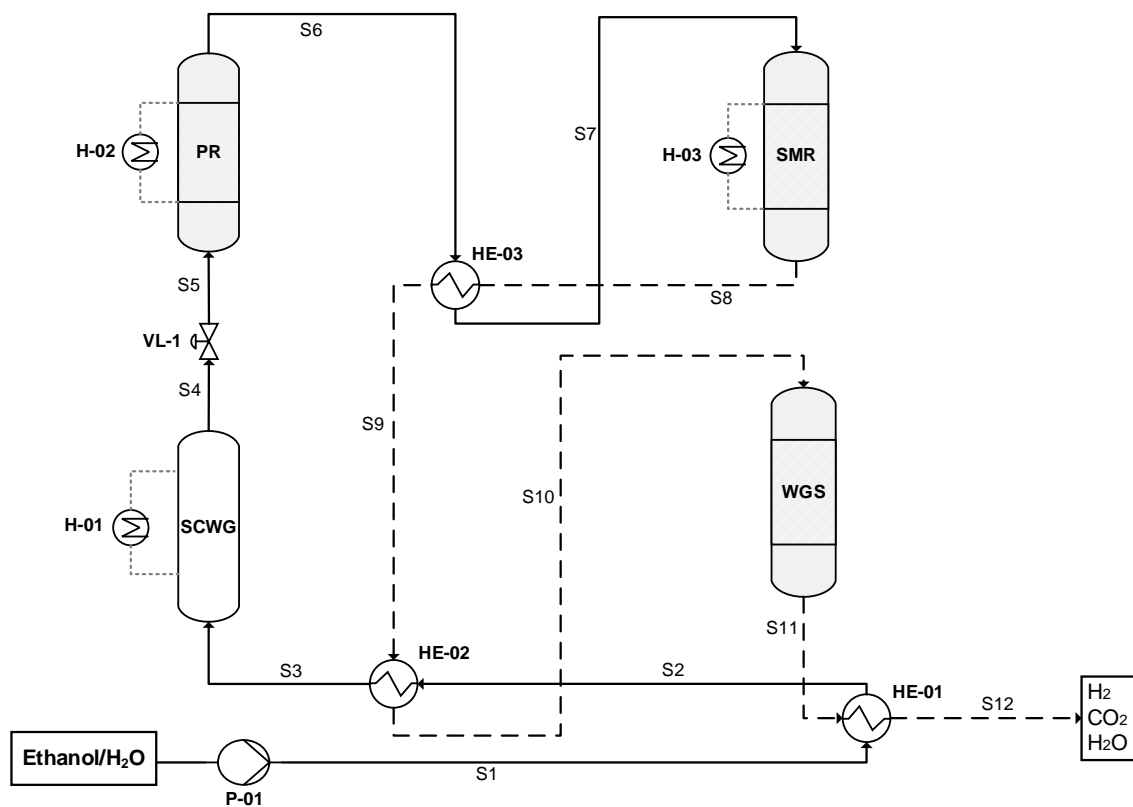 S6
S7
H-02
PR
H-03
SMR
HE-03
S5
S8
VL-1
S4
S9
S10
WGS
H-01
SCWG
S11
HE-02
S3
S2
HE-01
S12
H2
CO2
H2O
Ethanol/H2O
S1
P-01